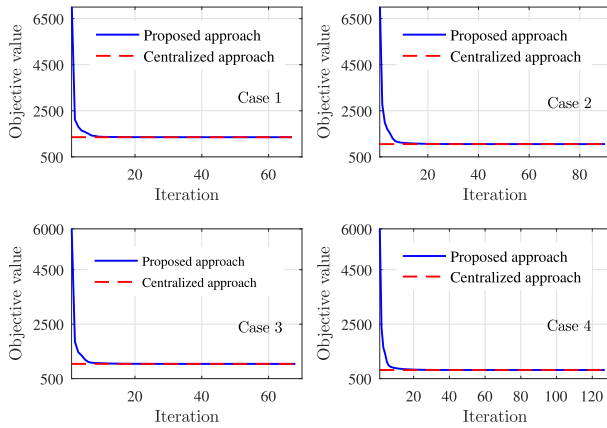 Objective value
6500
4500
2500
500
Proposed approach
Centralized approach
Case 1
20
40
60
Iteration
Objective value
6500
4500
2500
500
Proposed approach
Centralized approach
Case 2
20
40
60
80
Iteration
Objective value
6000
4500
2500
500
Proposed approach
Centralized approach
Case 3
20
40
60
Iteration
Objective value
6000
4500
2500
500
Proposed approach
Centralized approach
Case 4
20
40
60
80
100
120
Iteration